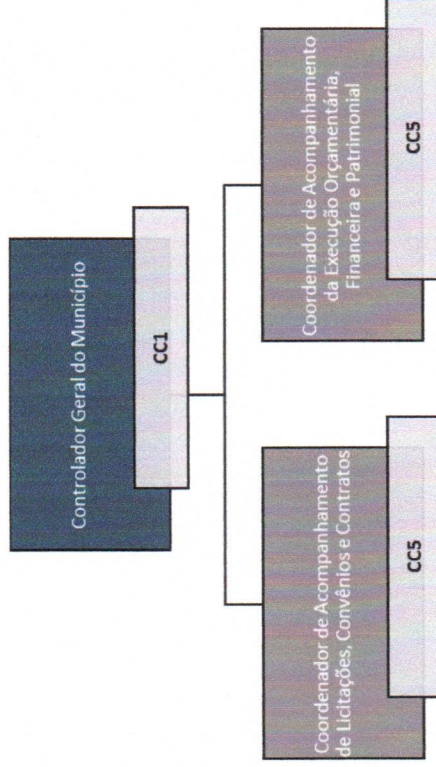 Controlador Geral do Município
CC1
Coordenador de Acompanhamento
de Licitações, Convênios e Contratos
CC5
Coordenador de Acompanhamento
da Execução Orçamentária,
Financeira e Patrimonial
CC5